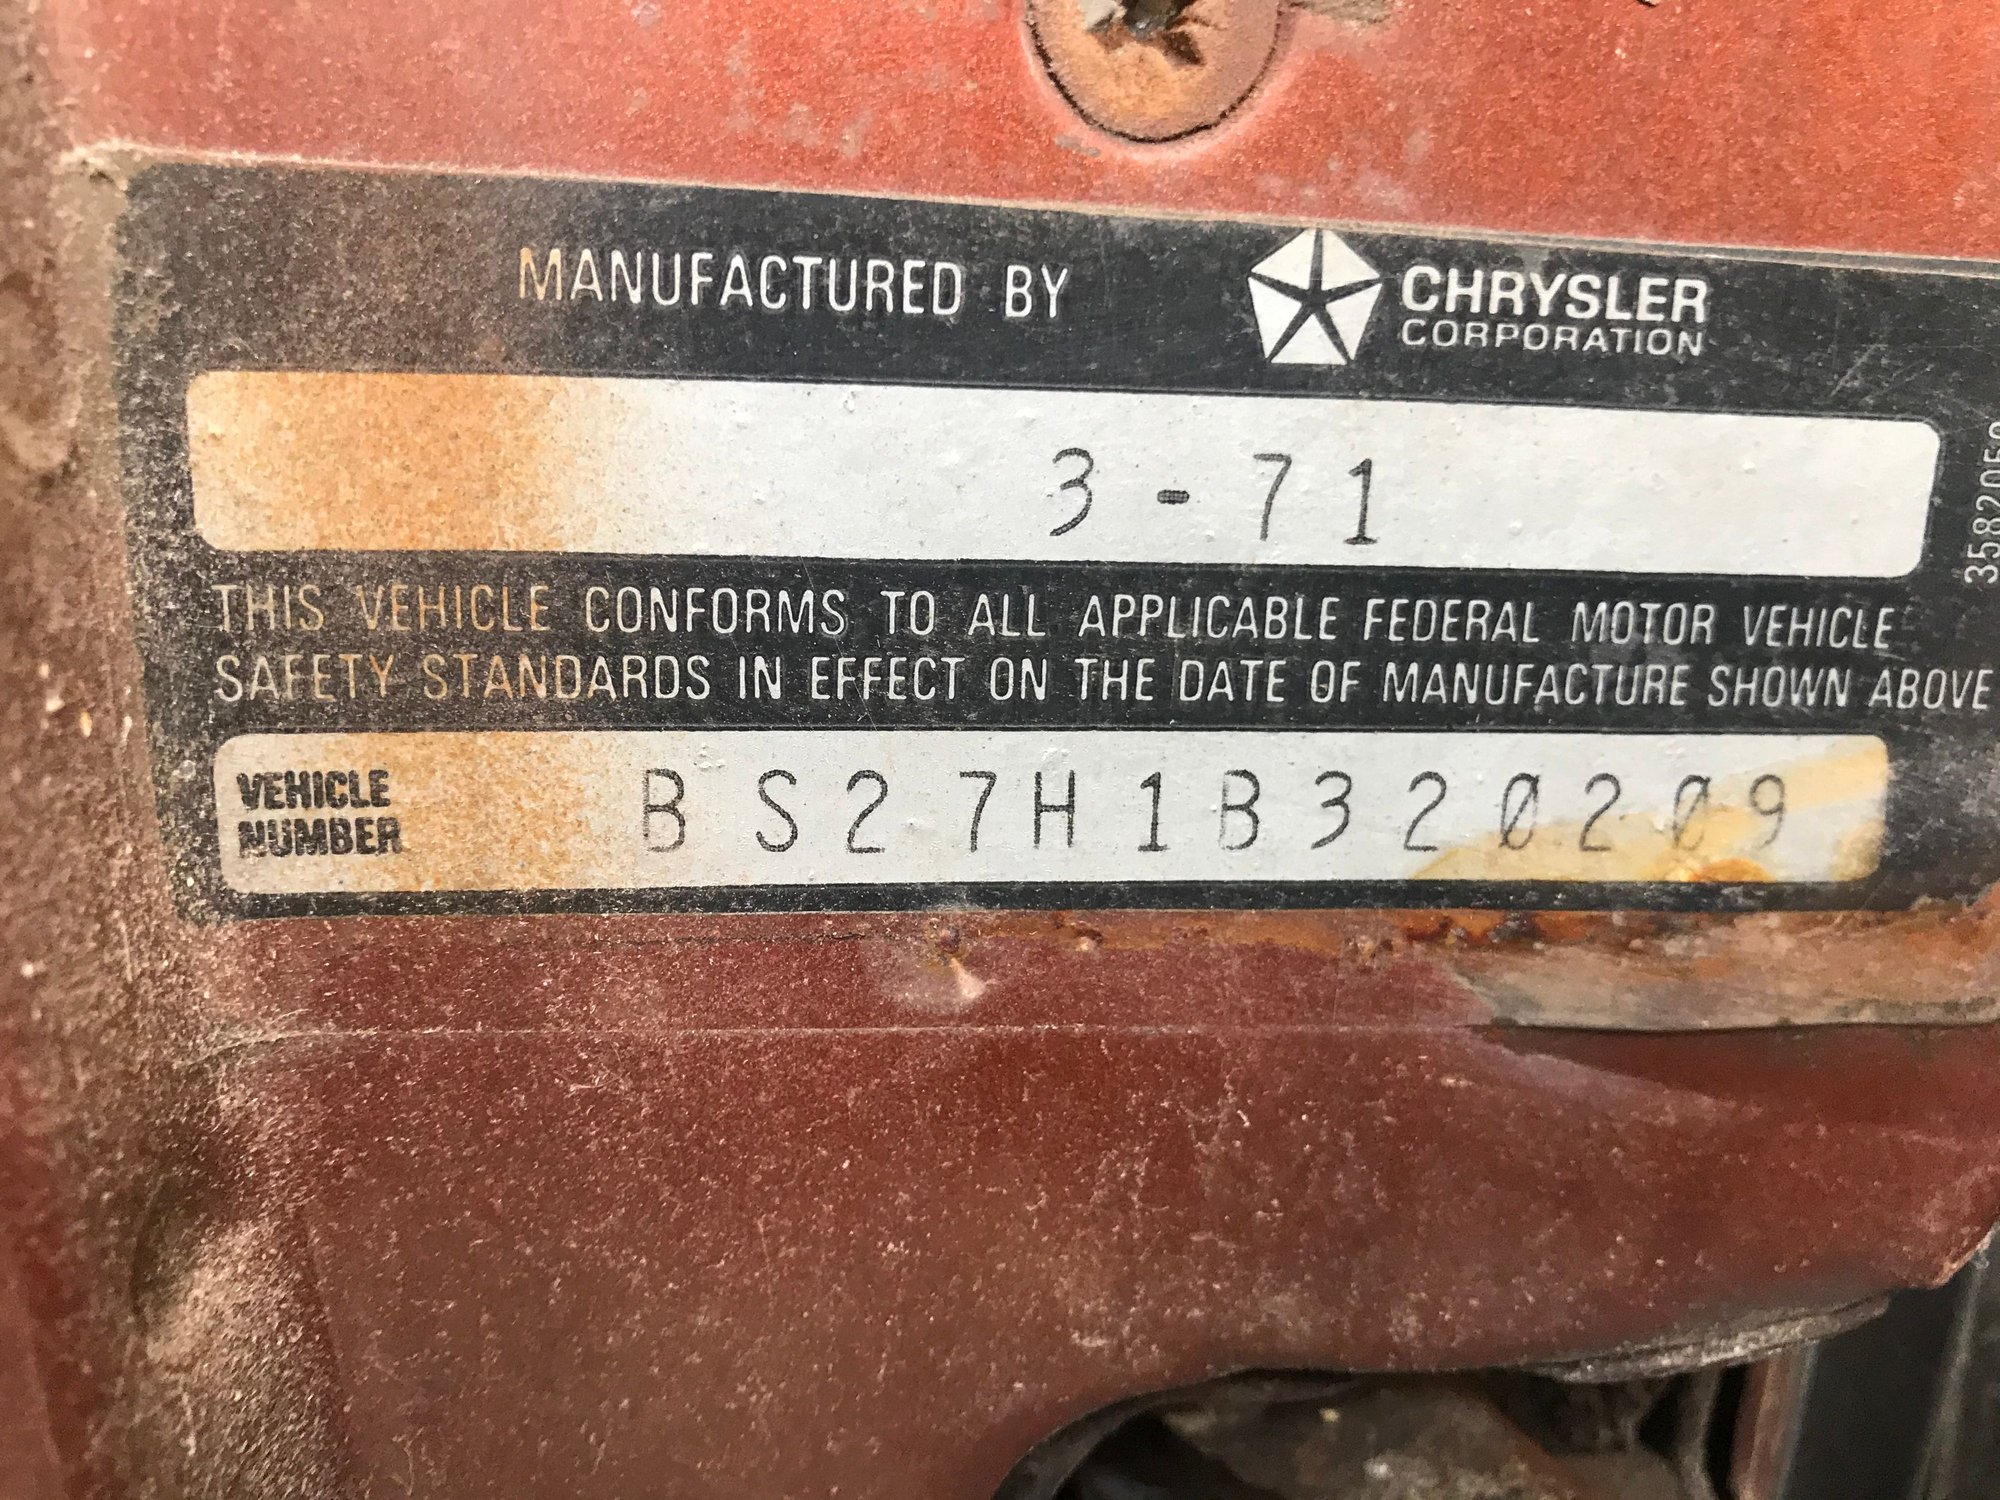 MANUFACTURED BY CHRYSLER
CORPORATION
3-71
THIS VEHICLE CONFORMS TO ALL APPLICABLE FEDERAL MOTOR VEHICLE
SAFETY STANDARDS IN EFFECT ON THE DATE OF MANUFACTURE SHOWN ABOVE
VEHICLE
NUMBER
BS27H1B320209